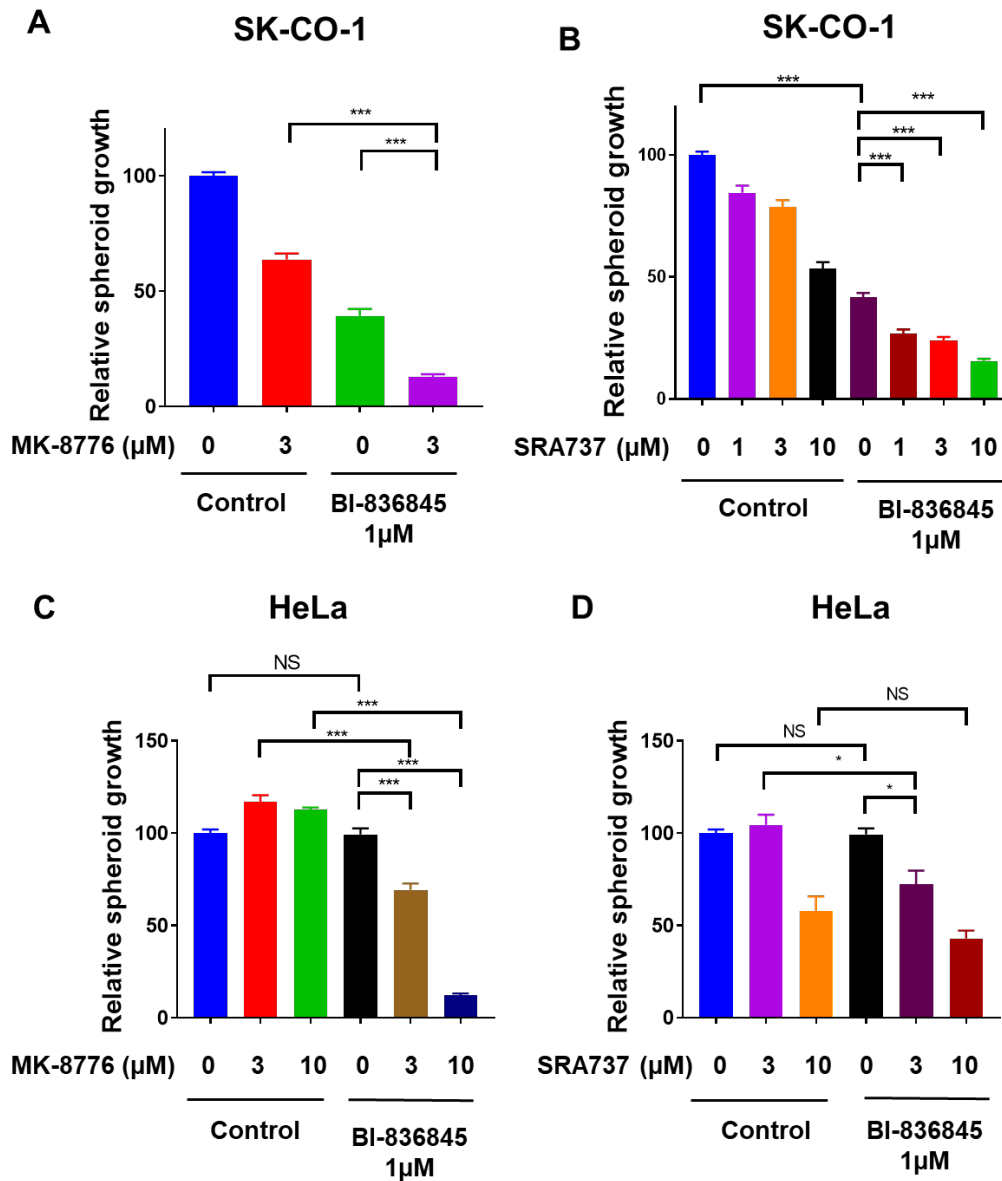 A
SK-CO-1
Relative spheroid growth
100
50
0
***
***
MK-8776 (µM) 0 3 0 3
Control BI-836845
1µM
B
SK-CO-1
Relative spheroid growth
100
50
0
***
***
***
***
SRA737 (µM) 0 1 3 10 0 1 3 10
Control BI-836845
1µM
C
HeLa
Relative spheroid growth
150
100
50
0
NS
***
***
***
***
MK-8776 (µM) 0 3 10 0 3 10
Control BI-836845
1µM
D
HeLa
Relative spheroid growth
150
100
50
0
NS
NS
*
*
SRA737 (µM) 0 3 10 0 3 10
Control BI-836845
1µM